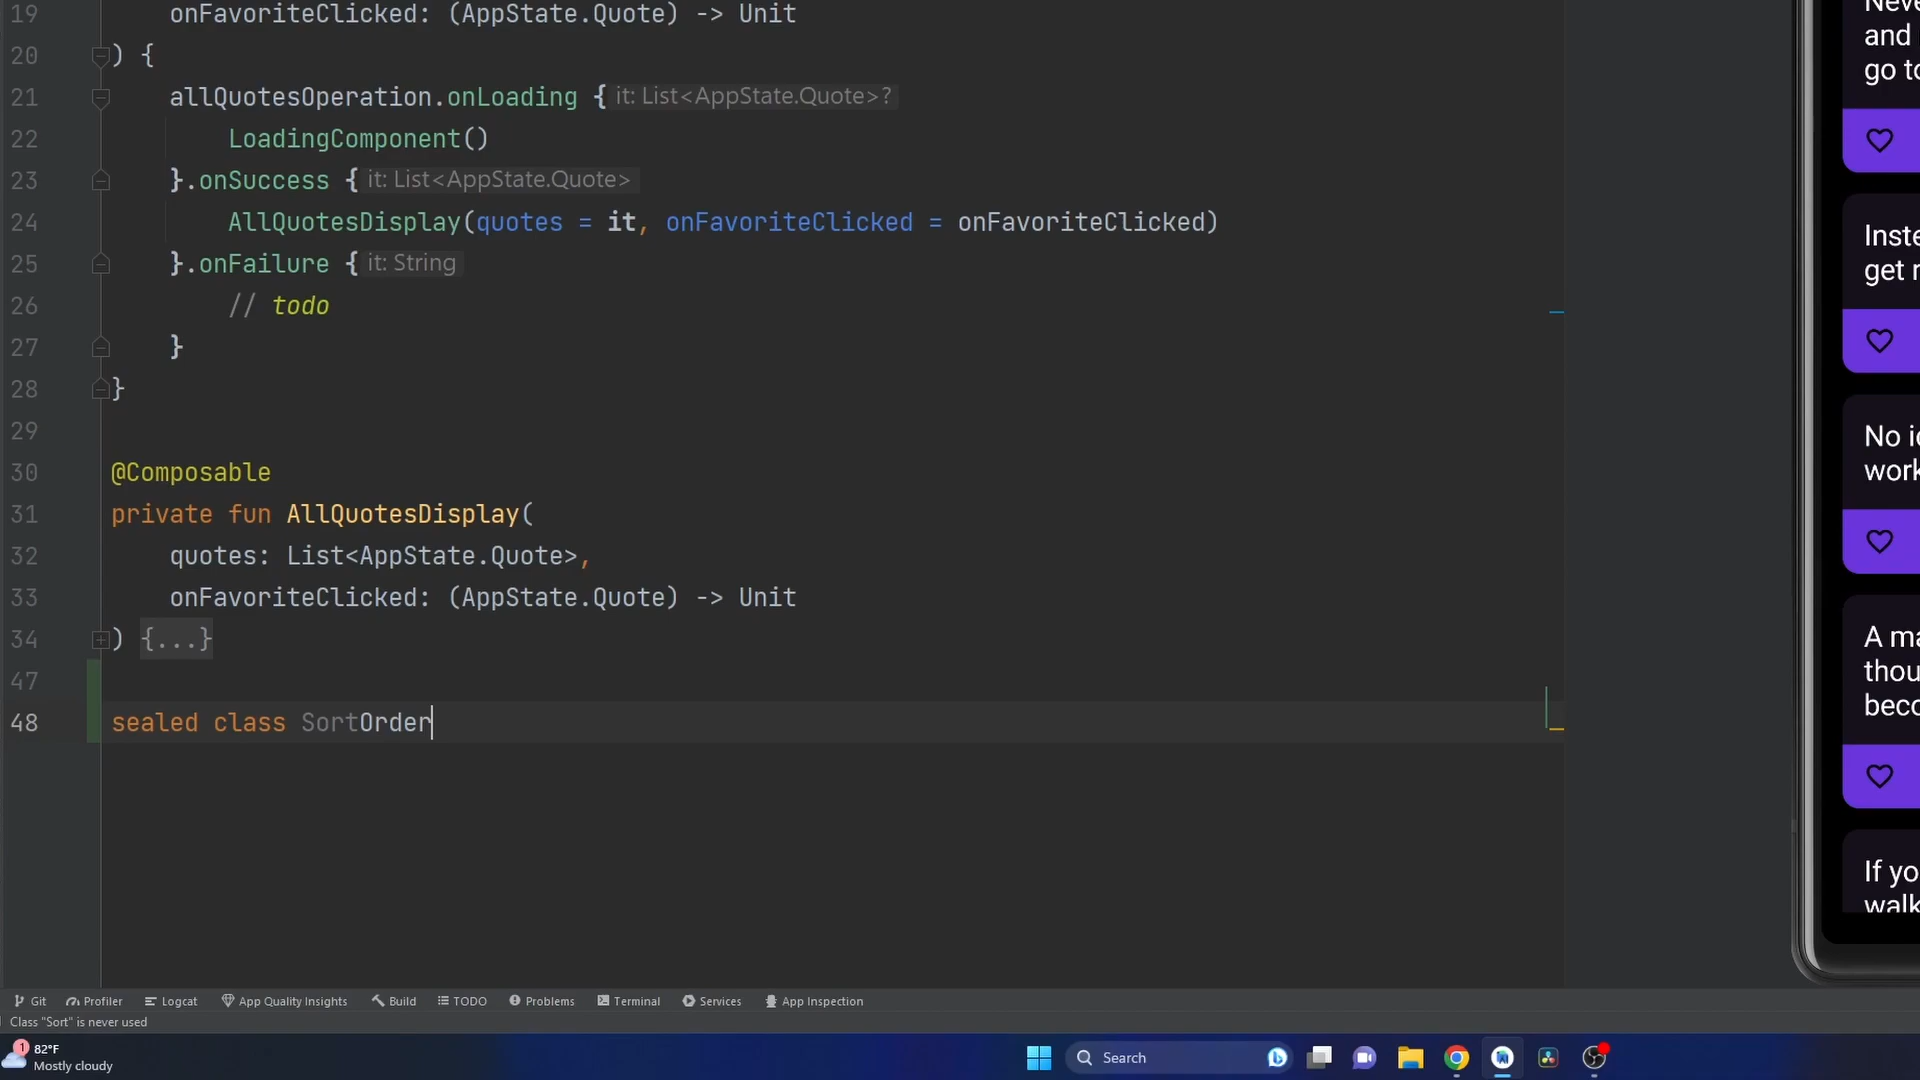 19 onFavoriteClicked: (AppState.Quote) -> Unit
20 ) {
21 allQuotesOperation.onLoading { it: List<AppState.Quote>?
22 LoadingComponent()
23 }.onSuccess { it: List<AppState.Quote>
24 AllQuotesDisplay(quotes = it, onFavoriteClicked = onFavoriteClicked)
25 }.onFailure { it: String
26 // todo
27 }
28 }
29
30 @Composable
31 private fun AllQuotesDisplay(
32 quotes: List<AppState.Quote>,
33 onFavoriteClicked: (AppState.Quote) -> Unit
34 ) {...}
47
48 sealed class SortOrder
and
go to
Inste
get r
No i
work
A ma
thou
beco
If yo
walk
Git Profiler Logcat App Quality Insights Build TODO Problems Terminal Services App Inspection
Class "Sort" is never used
1 82°F
Mostly cloudy
Search